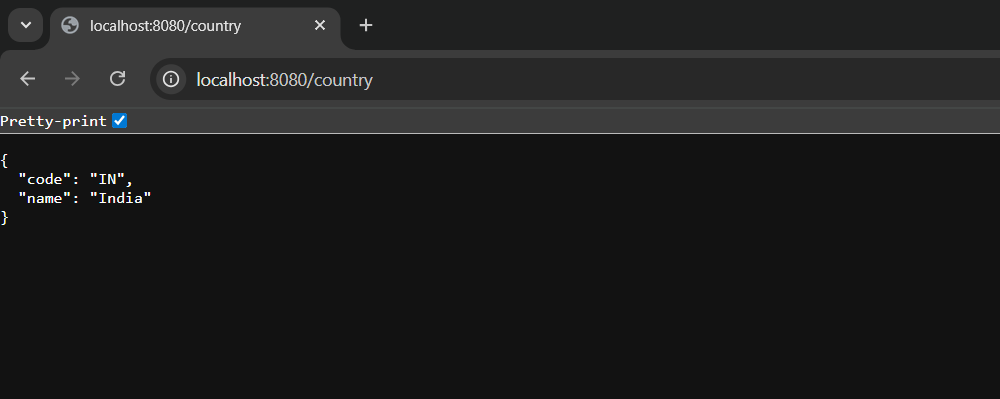 localhost:8080/country
localhost:8080/country
Pretty-print
{
  "code": "IN",
  "name": "India"
}